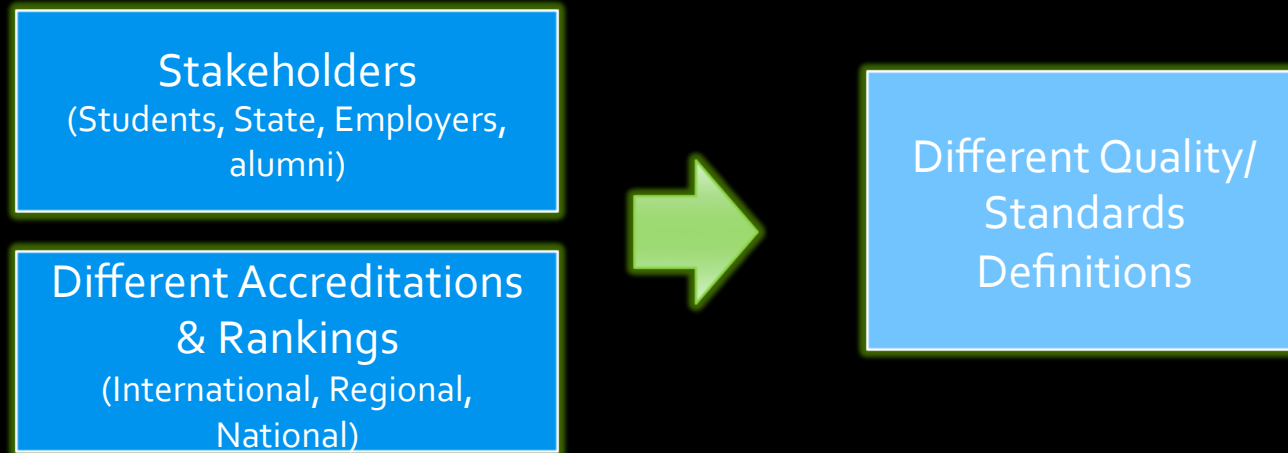 Stakeholders
(Students, State, Employers,
alumni)
Different Accreditations
& Rankings
(International, Regional,
National)
Different Quality/
Standards
Definitions